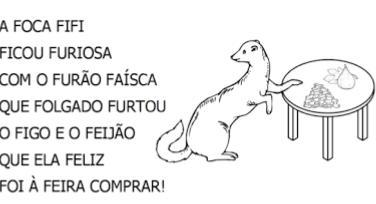 A FOCA FIFI
FICOU FURIOSA
COM O FURÃO FAÍSCA
QUE FOLGADO FURTOU
O FIGO E O FEIJÃO
QUE ELA FELIZ
FOI À FEIRA COMPRAR!